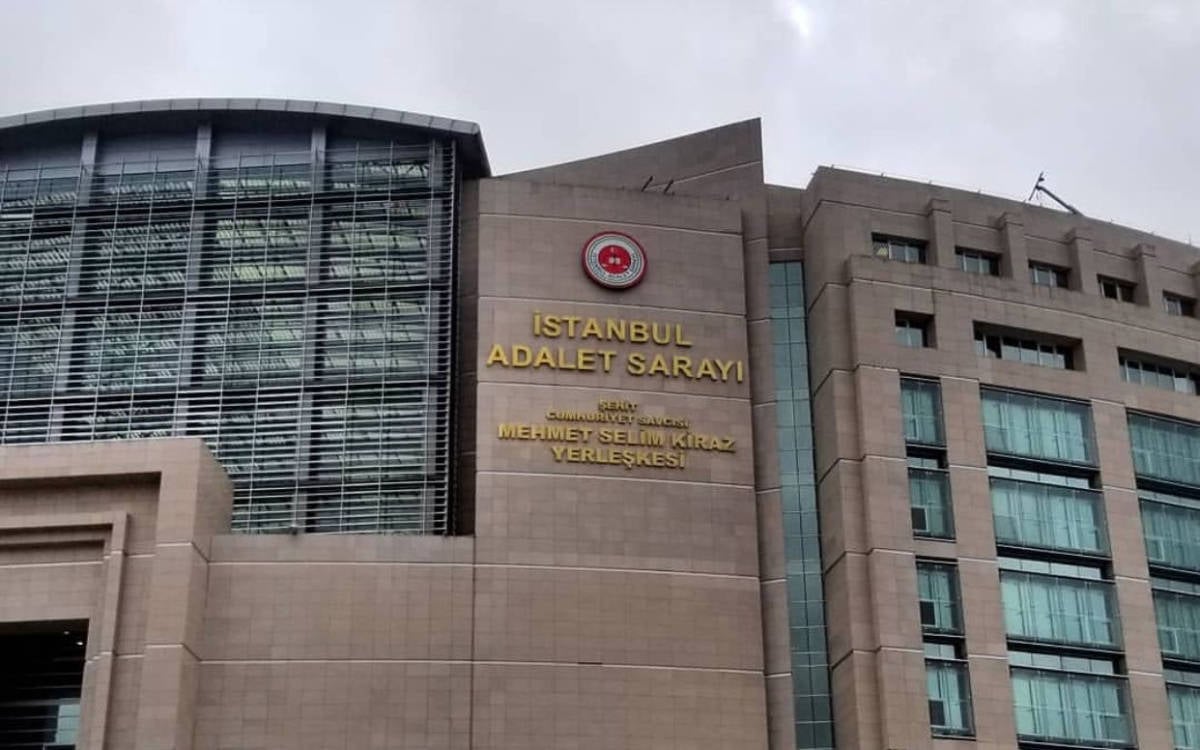 İSTANBUL
ADALET SARAYI
ŞEHİT
CUMHURİYET SAVCISI
MEHMET SELİM KİRAZ
YERLEŞKESİ